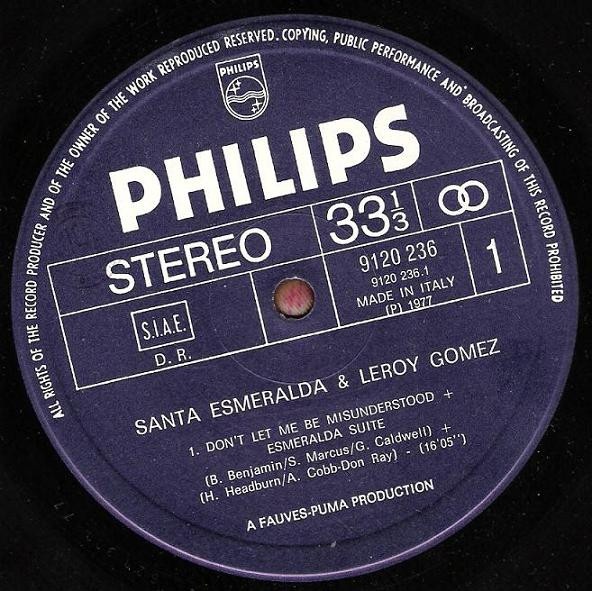 ALL RIGHTS OF THE RECORD PRODUCER AND OF THE OWNER OF THE WORK REPRODUCED RESERVED. COPYING, PUBLIC PERFORMANCE AND BROADCASTING OF THIS RECORD PROHIBITED
PHILIPS
PHILIPS
STEREO
33 1/3
S.I.A.E.
D. R.
9120 236
9120 236.1
MADE IN ITALY
(P) 1977
1
SANTA ESMERALDA & LEROY GOMEZ
1. DON'T LET ME BE MISUNDERSTOOD +
ESMERALDA SUITE
(B. Benjamin/S. Marcus/G. Caldwell) +
(H. Headburn/A. Cobb-Don Ray) - (16'05")
A FAUVES-PUMA PRODUCTION